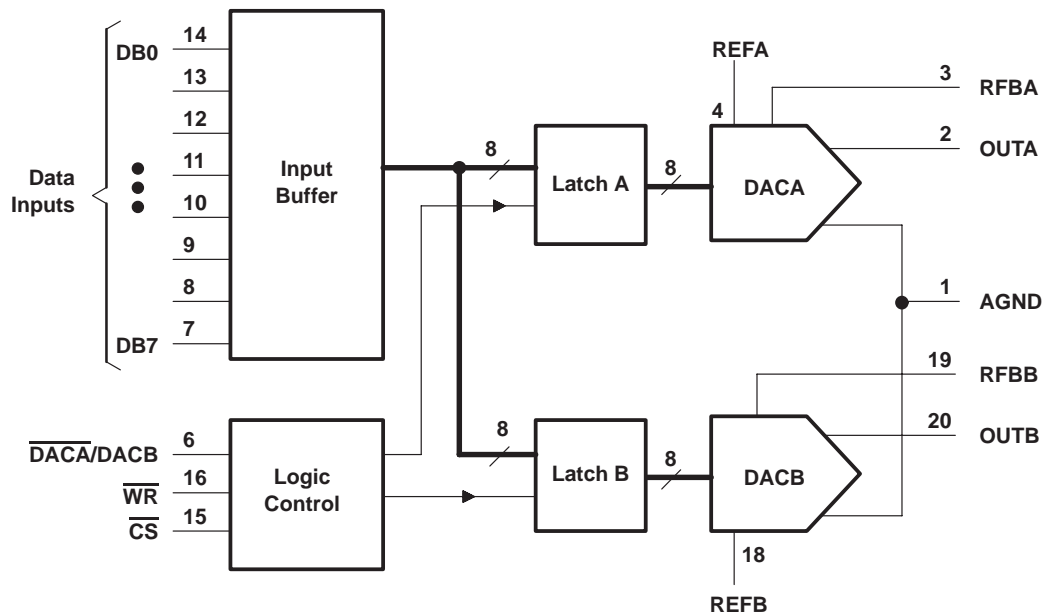 Data
Inputs
DB0
DB7
14
13
12
11
10
9
8
7
Input
Buffer
DACA/DACB
WR
CS
6
16
15
Logic
Control
8
Latch A
8
REFA
4
DACA
3
RFBA
2
OUTA
1
AGND
8
Latch B
8
DACB
19
RFBB
20
OUTB
18
REFB